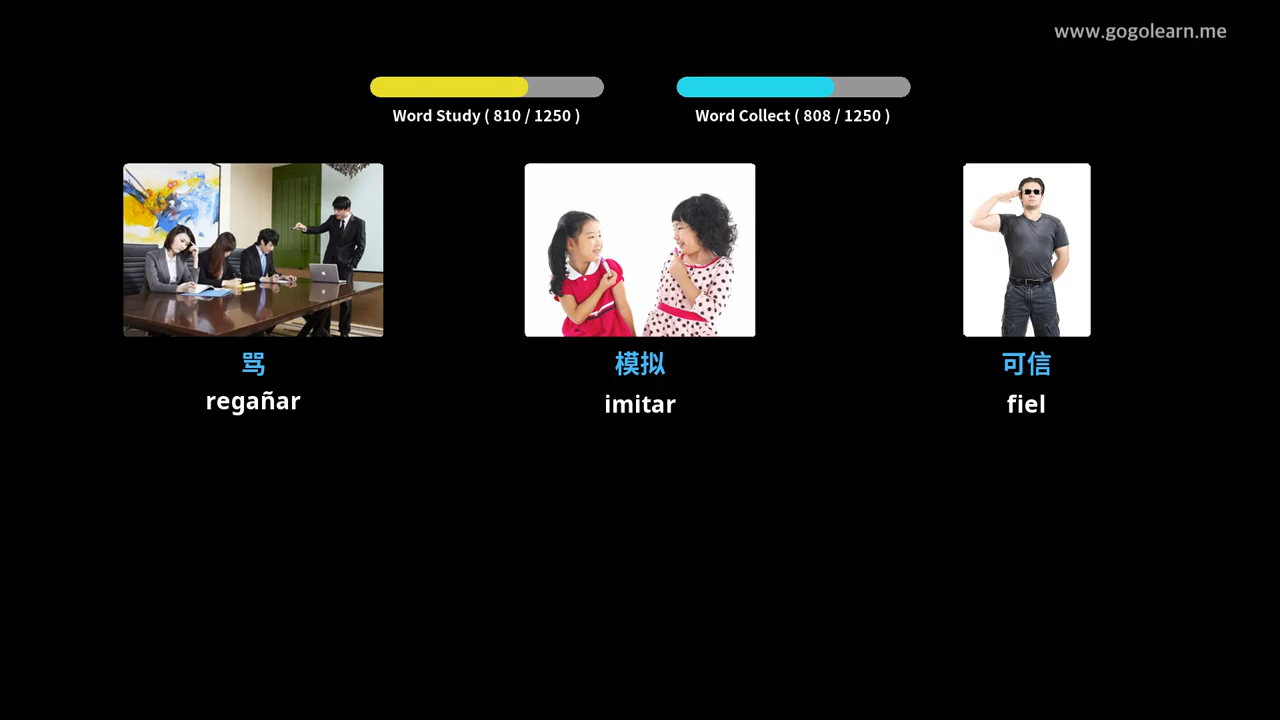 www.gogolearn.me
Word Study ( 810 / 1250 )
Word Collect ( 808 / 1250 )
骂
regañar
模拟
imitar
可信
fiel